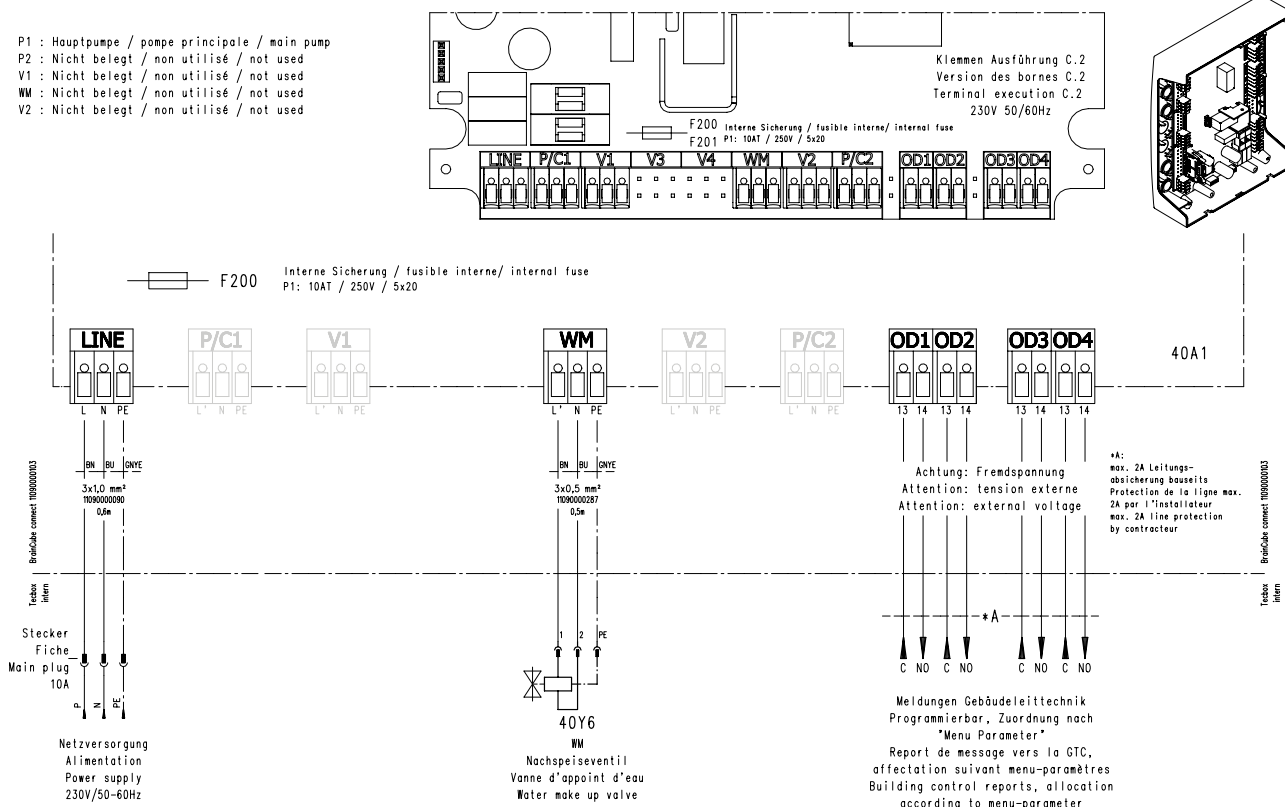 P1 : Hauptpumpe / pompe principale / main pump
P2 : Nicht belegt / non utilisé / not used
V1 : Nicht belegt / non utilisé / not used
WM : Nicht belegt / non utilisé / not used
V2 : Nicht belegt / non utilisé / not used
Klemmen Ausführung C.2
Version des bornes C.2
Terminal execution C.2
230V 50/60Hz
F200 Interne Sicherung / fusible interne/ internal fuse
F201 P1: 10AT / 250V / 5x20
LINE P/C1 V1 V3 V4 WM V2 P/C2 OD1 OD2 OD3 OD4
F200 Interne Sicherung / fusible interne/ internal fuse
P1: 10AT / 250V / 5x20
LINE P/C1 V1 WM V2 P/C2 OD1 OD2 OD3 OD4
40A1
L N PE L' N PE L' N PE L' N PE L' N PE L' N PE 13 14 13 14 13 14 13 14
BN BU GNYE
3x1,0 mm²
11090000090
0,6m
BN BU GNYE
3x0,5 mm²
11090000287
0,5m
Achtung: Fremdspannung
Attention: tension externe
Attention: external voltage
*A:
max. 2A Leitungs-
absicherung bauseits
Protection de la ligne max.
2A par l'installateur
max. 2A line protection
by contracteur
BrainCube connect 11090000103
Tecbox
intern
BrainCube connect 11090000103
Tecbox
intern
Stecker
Fiche
Main plug
10A
P N PE
Netzversorgung
Alimentation
Power supply
230V/50-60Hz
1 2 PE
40Y6
WM
Nachspeiseventil
Vanne d'appoint d'eau
Water make up valve
*A
C NO C NO C NO C NO
Meldungen Gebäudeleittechnik
Programmierbar, Zuordnung nach
"Menu Parameter"
Report de message vers la GTC,
affectation suivant menu-paramètres
Building control reports, allocation
according to menu-parameter